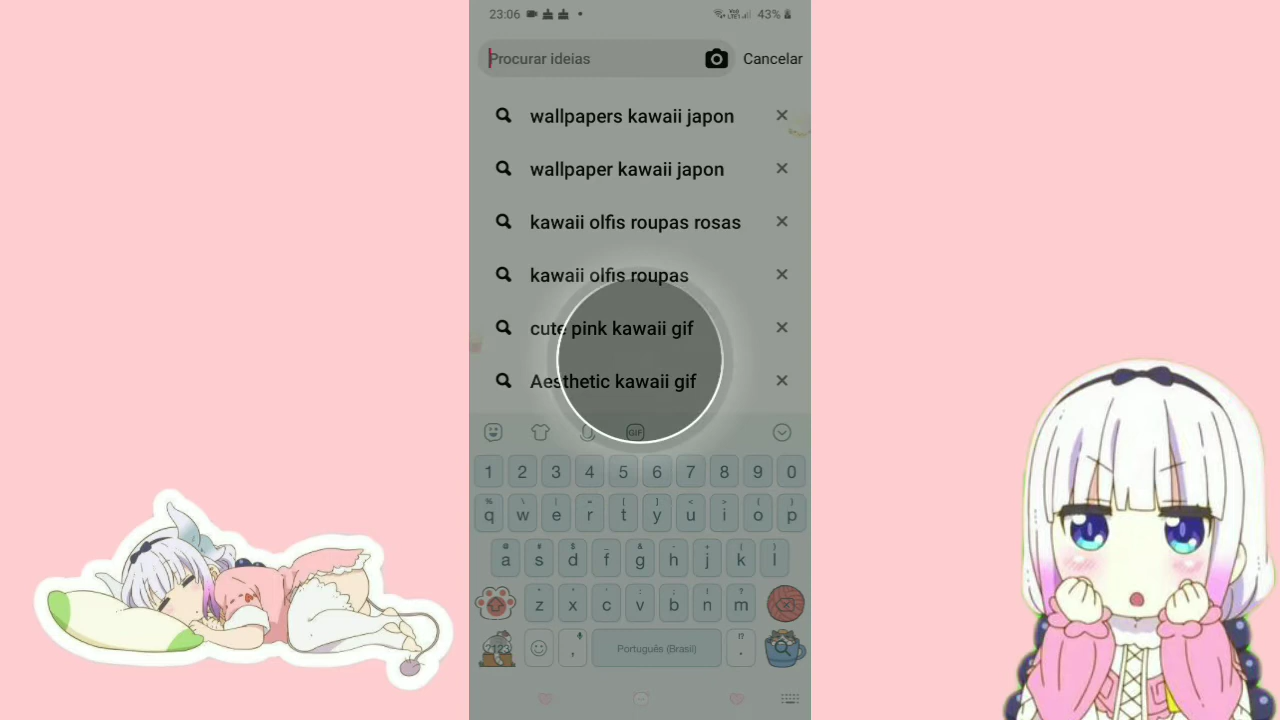 23:06 43%
Procurar ideias Cancelar
wallpapers kawaii japon
wallpaper kawaii japon
kawaii olfis roupas rosas
kawaii olfis roupas
cute pink kawaii gif
Aesthetic kawaii gif
GIF
1 2 3 4 5 6 7 8 9 0
q w e r t y u i o p
a s d f g h j k l
z x c v b n m
?123 , Português (Brasil) .